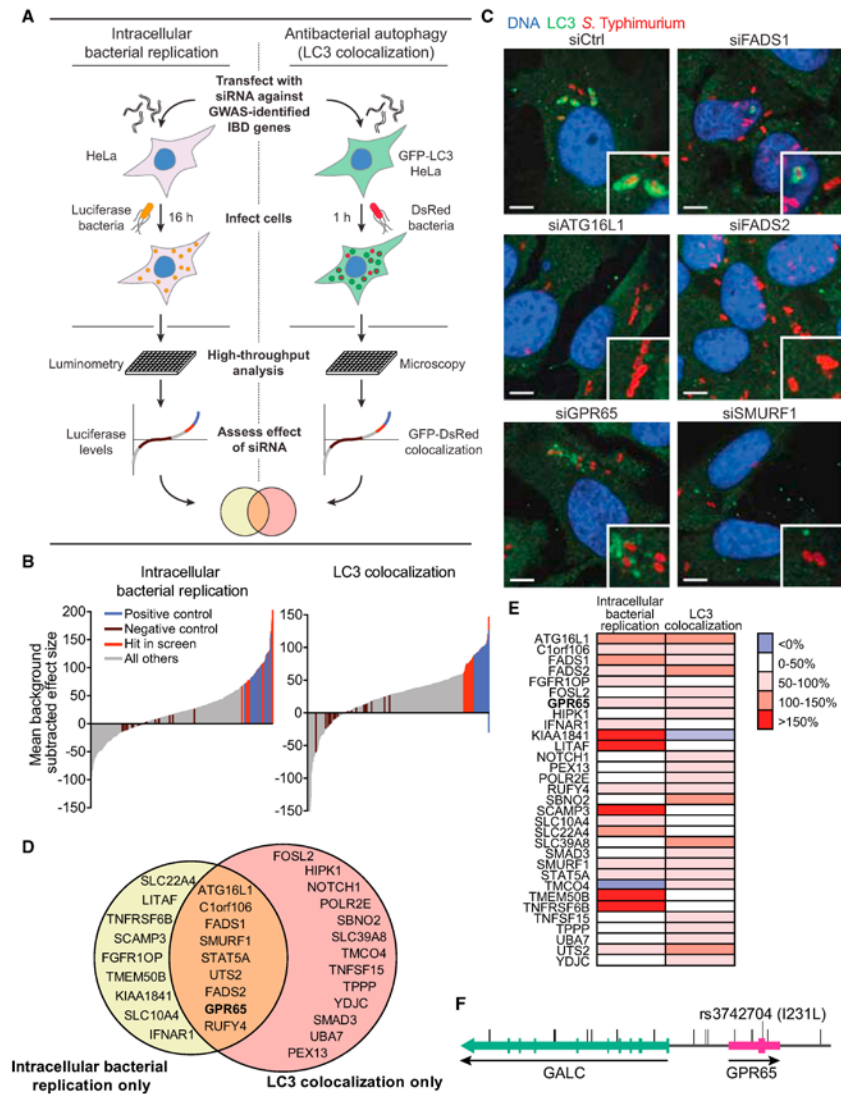 A
Intracellular
bacterial replication
Antibacterial autophagy
(LC3 colocalization)
Transfect with
siRNA against
GWAS-identified
IBD genes
HeLa
GFP-LC3
HeLa
Luciferase
bacteria
16 h
Infect cells
1 h
DsRed
bacteria
Luminometry
High-throughput
analysis
Microscopy
Luciferase
levels
Assess effect
of siRNA
GFP-DsRed
colocalization
B
Intracellular
bacterial replication
LC3 colocalization
Mean background
subtracted effect size
200
150
100
50
0
-50
-100
-150
Positive control
Negative control
Hit in screen
All others
150
100
50
0
50
-100
-150
C
DNA LC3 S. Typhimurium
siCtrl
siFADS1
siATG16L1
siFADS2
siGPR65
siSMURF1
D
SLC22A4
LITAF
TNFRSF6B
SCAMP3
FGFR1OP
TMEM50B
KIAA1841
SLC10A4
IFNAR1
ATG16L1
C1orf106
FADS1
SMURF1
STAT5A
UTS2
FADS2
GPR65
RUFY4
FOSL2
HIPK1
NOTCH1
POLR2E
SBNO2
SLC39A8
TMCO4
TNFSF15
TPPP
YDJC
SMAD3
UBA7
PEX13
Intracellular bacterial
replication only
LC3 colocalization only
E
Intracellular
bacterial
replication
LC3
colocalization
ATG16L1
C1orf106
FADS1
FADS2
FGFR1OP
FOSL2
GPR65
HIPK1
IFNAR1
KIAA1841
LITAF
NOTCH1
PEX13
POLR2E
RUFY4
SBNO2
SCAMP3
SLC10A4
SLC22A4
SLC39A8
SMAD3
SMURF1
STAT5A
TMCO4
TMEM50B
TNFRSF6B
TNFSF15
TPPP
UBA7
UTS2
YDJC
<0%
0-50%
50-100%
100-150%
>150%
F
rs3742704 (I231L)
GALC
GPR65